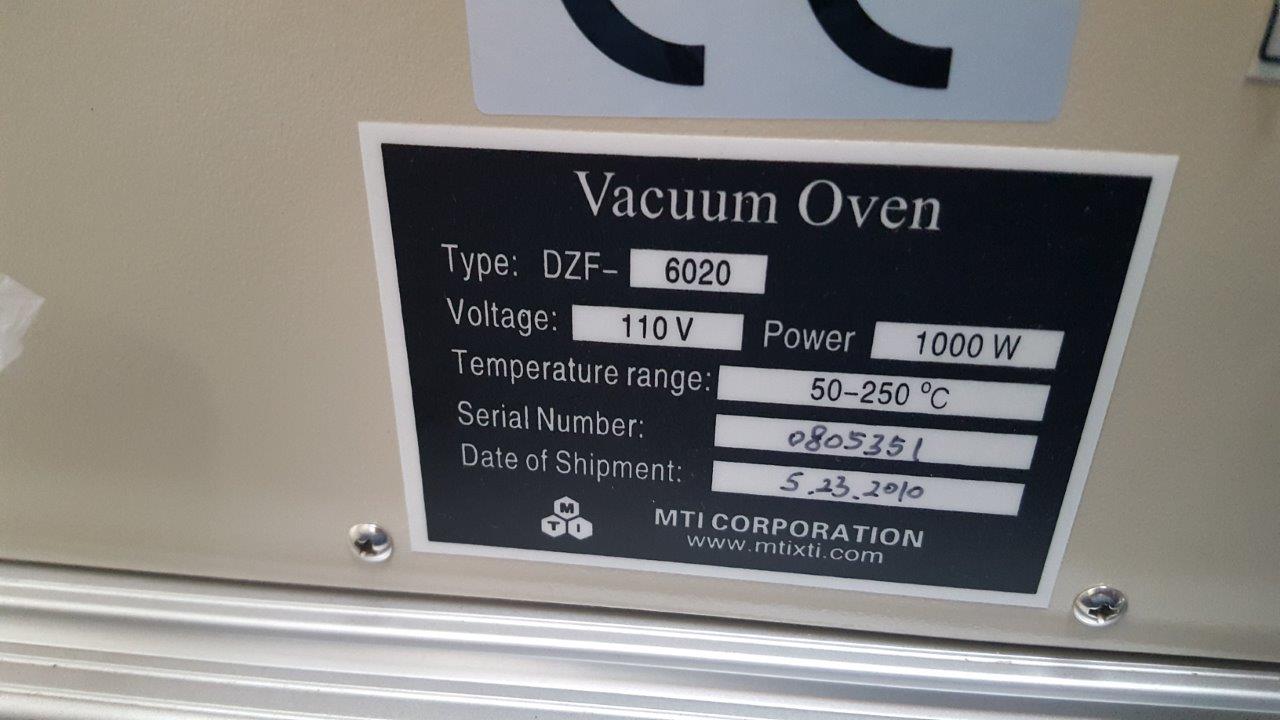 CE
Vacuum Oven
Type: DZF- 6020
Voltage: 110 V Power 1000 W
Temperature range: 50-250 °C
Serial Number: 0805351
Date of Shipment: 5.23.2010
MTI
MTI CORPORATION
www.mtixti.com